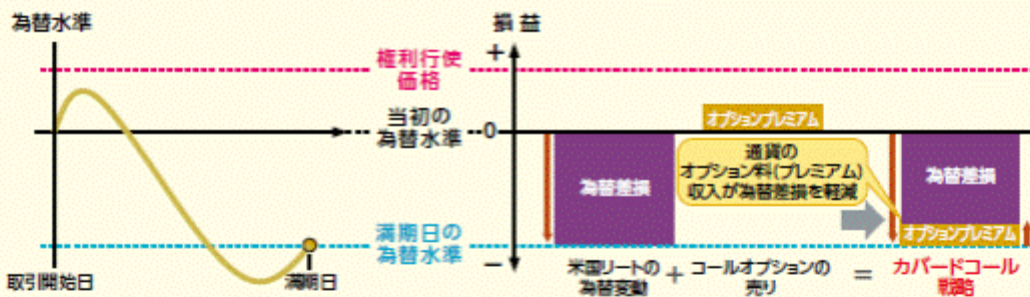 為替水準
権利行使
価格
当初の
為替水準
満期日の
為替水準
取引開始日
満期日
損益
+
0
−
為替差損
オプションプレミアム
通貨の
オプション料(プレミアム)
収入が為替差損を軽減
為替差損
オプションプレミアム
米国リートの
為替変動
+
コールオプションの
売り
=
カバードコール
戦略